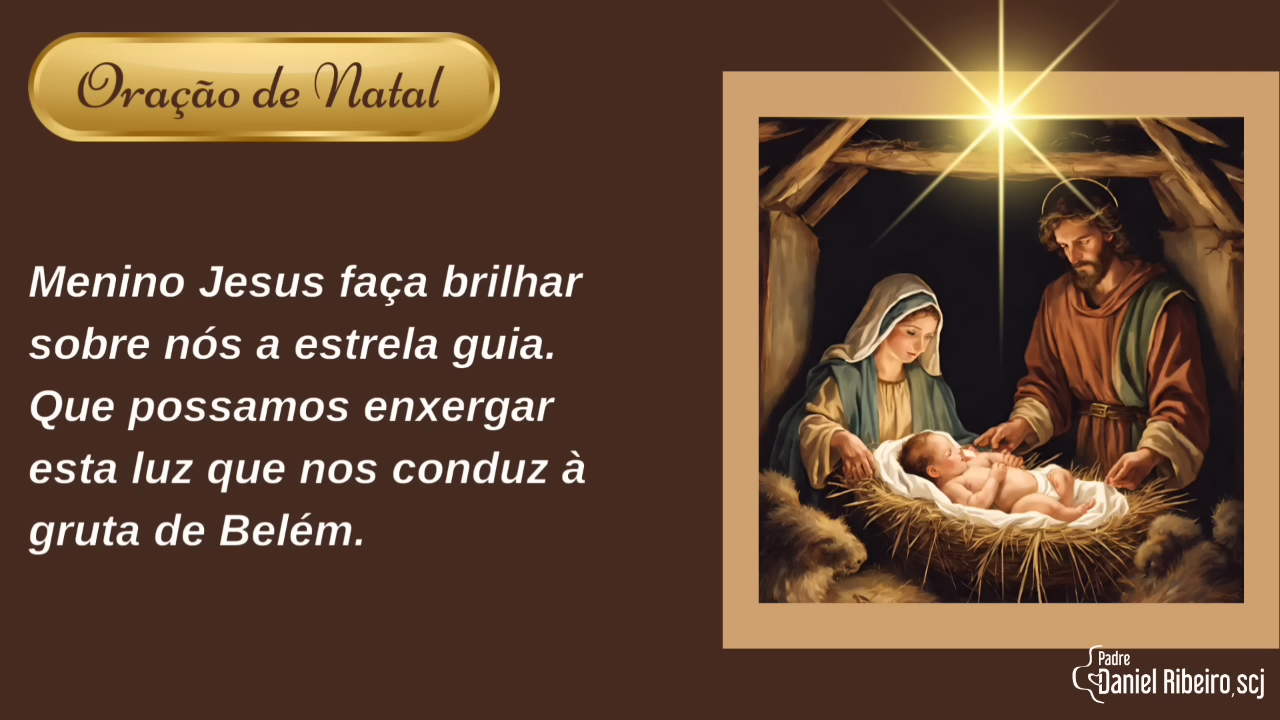 Oração de Natal
Menino Jesus faça brilhar
sobre nós a estrela guia.
Que possamos enxergar
esta luz que nos conduz à
gruta de Belém.
Padre
Daniel Ribeiro, scj